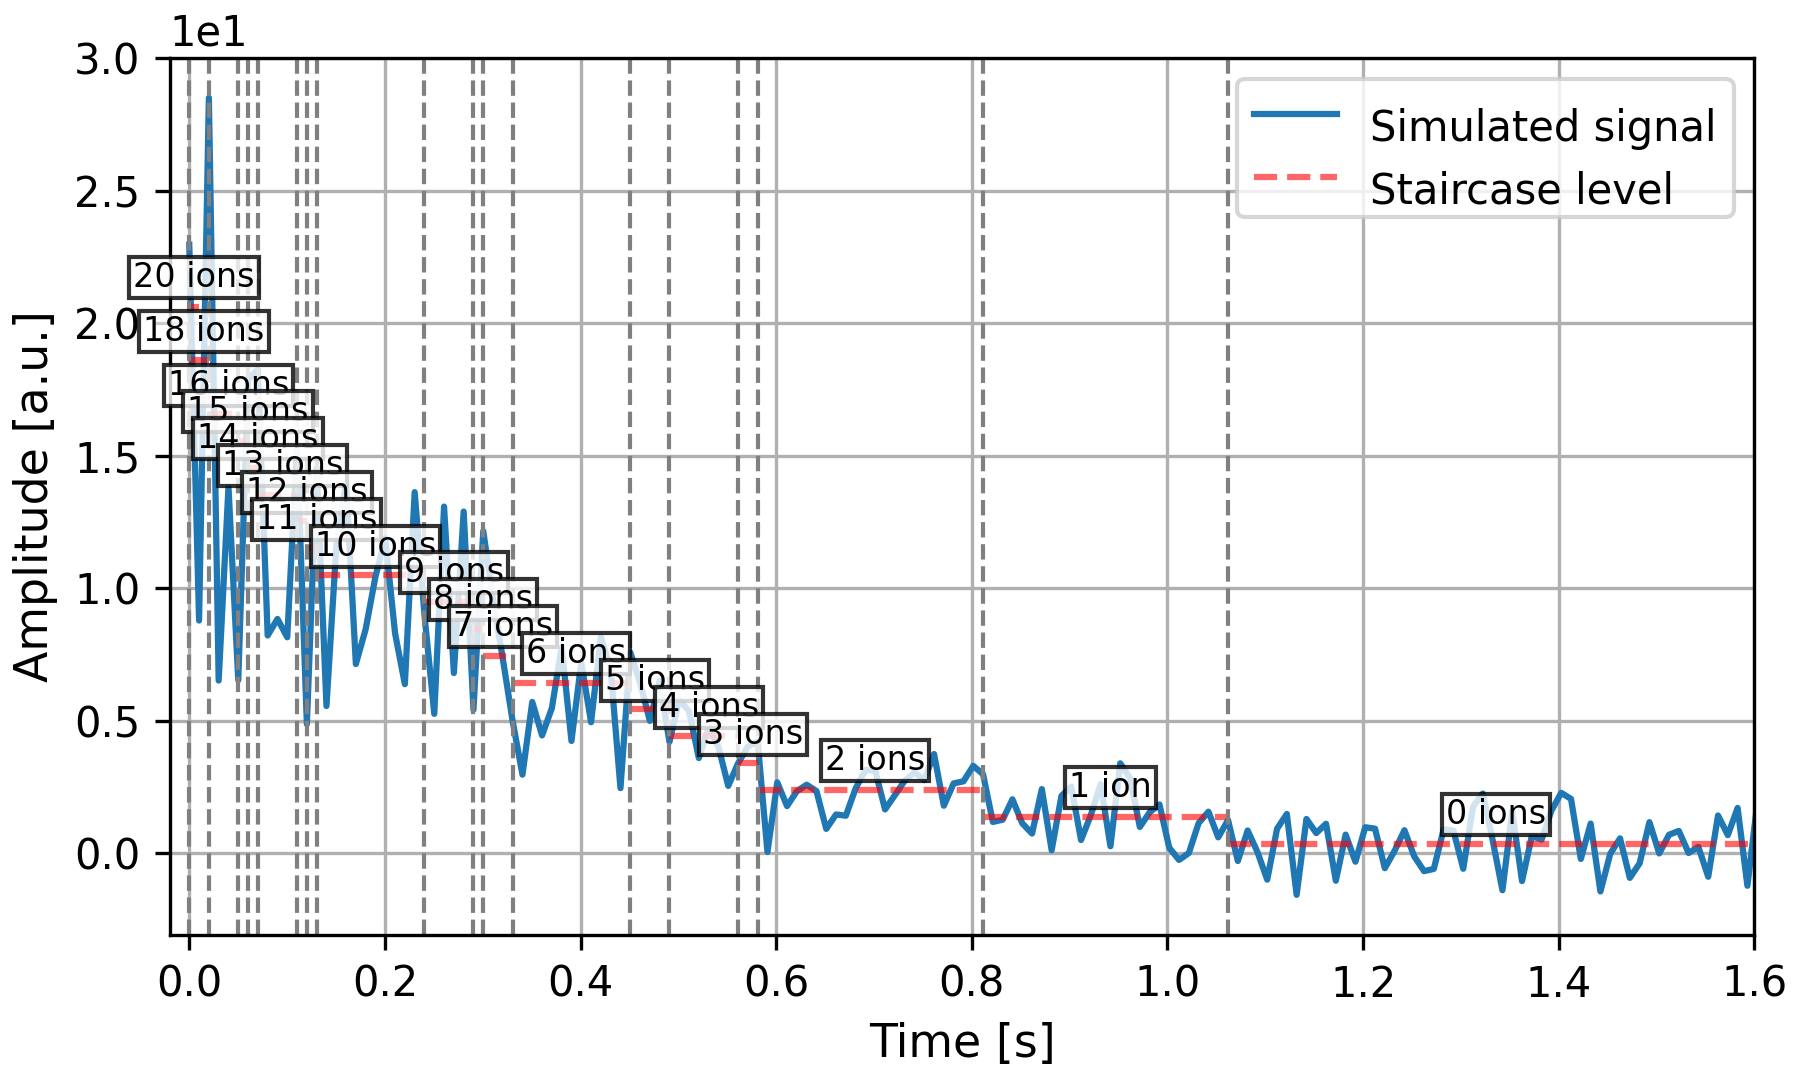 1e1
3.0
2.5
2.0
1.5
1.0
0.5
0.0
Amplitude [a.u.]
Simulated signal
Staircase level
20 ions
18 ions
16 ions
15 ions
14 ions
13 ions
12 ions
11 ions
10 ions
9 ions
8 ions
7 ions
6 ions
5 ions
4 ions
3 ions
2 ions
1 ion
0 ions
0.0 0.2 0.4 0.6 0.8 1.0 1.2 1.4 1.6
Time [s]